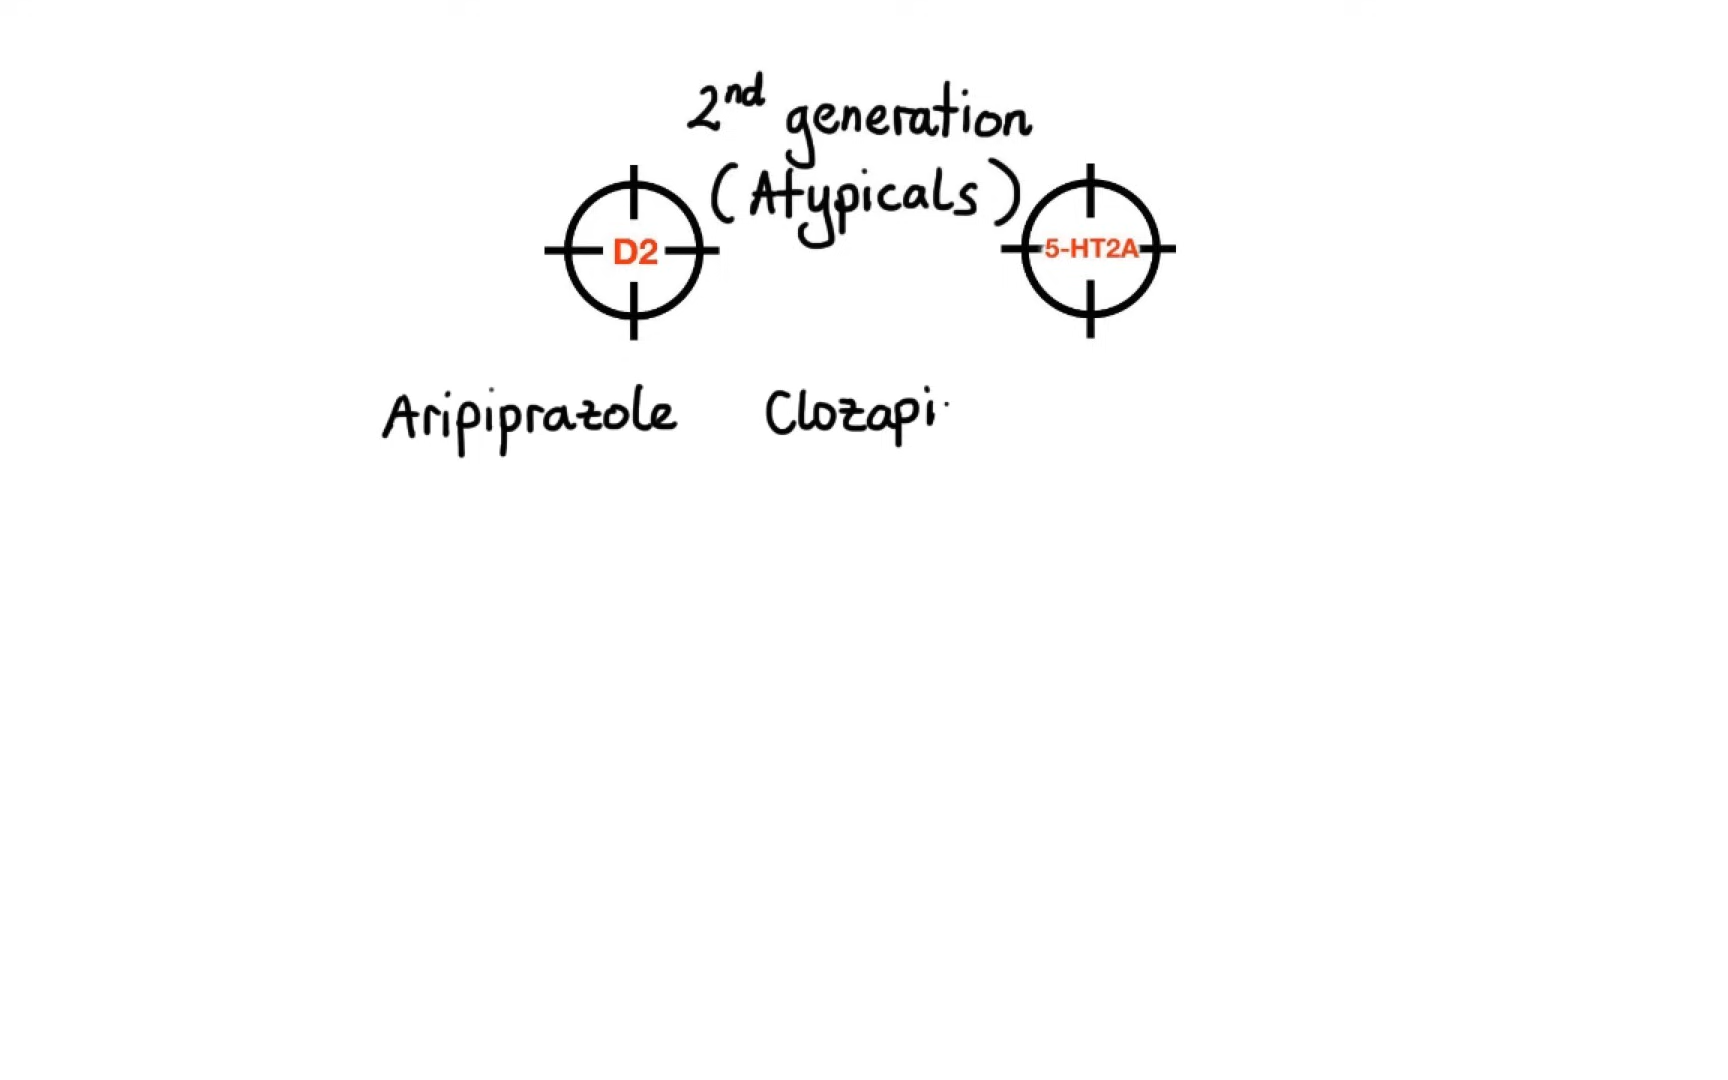 2nd generation
(Atypicals)
D2 5-HT2A
Aripiprazole Clozapi